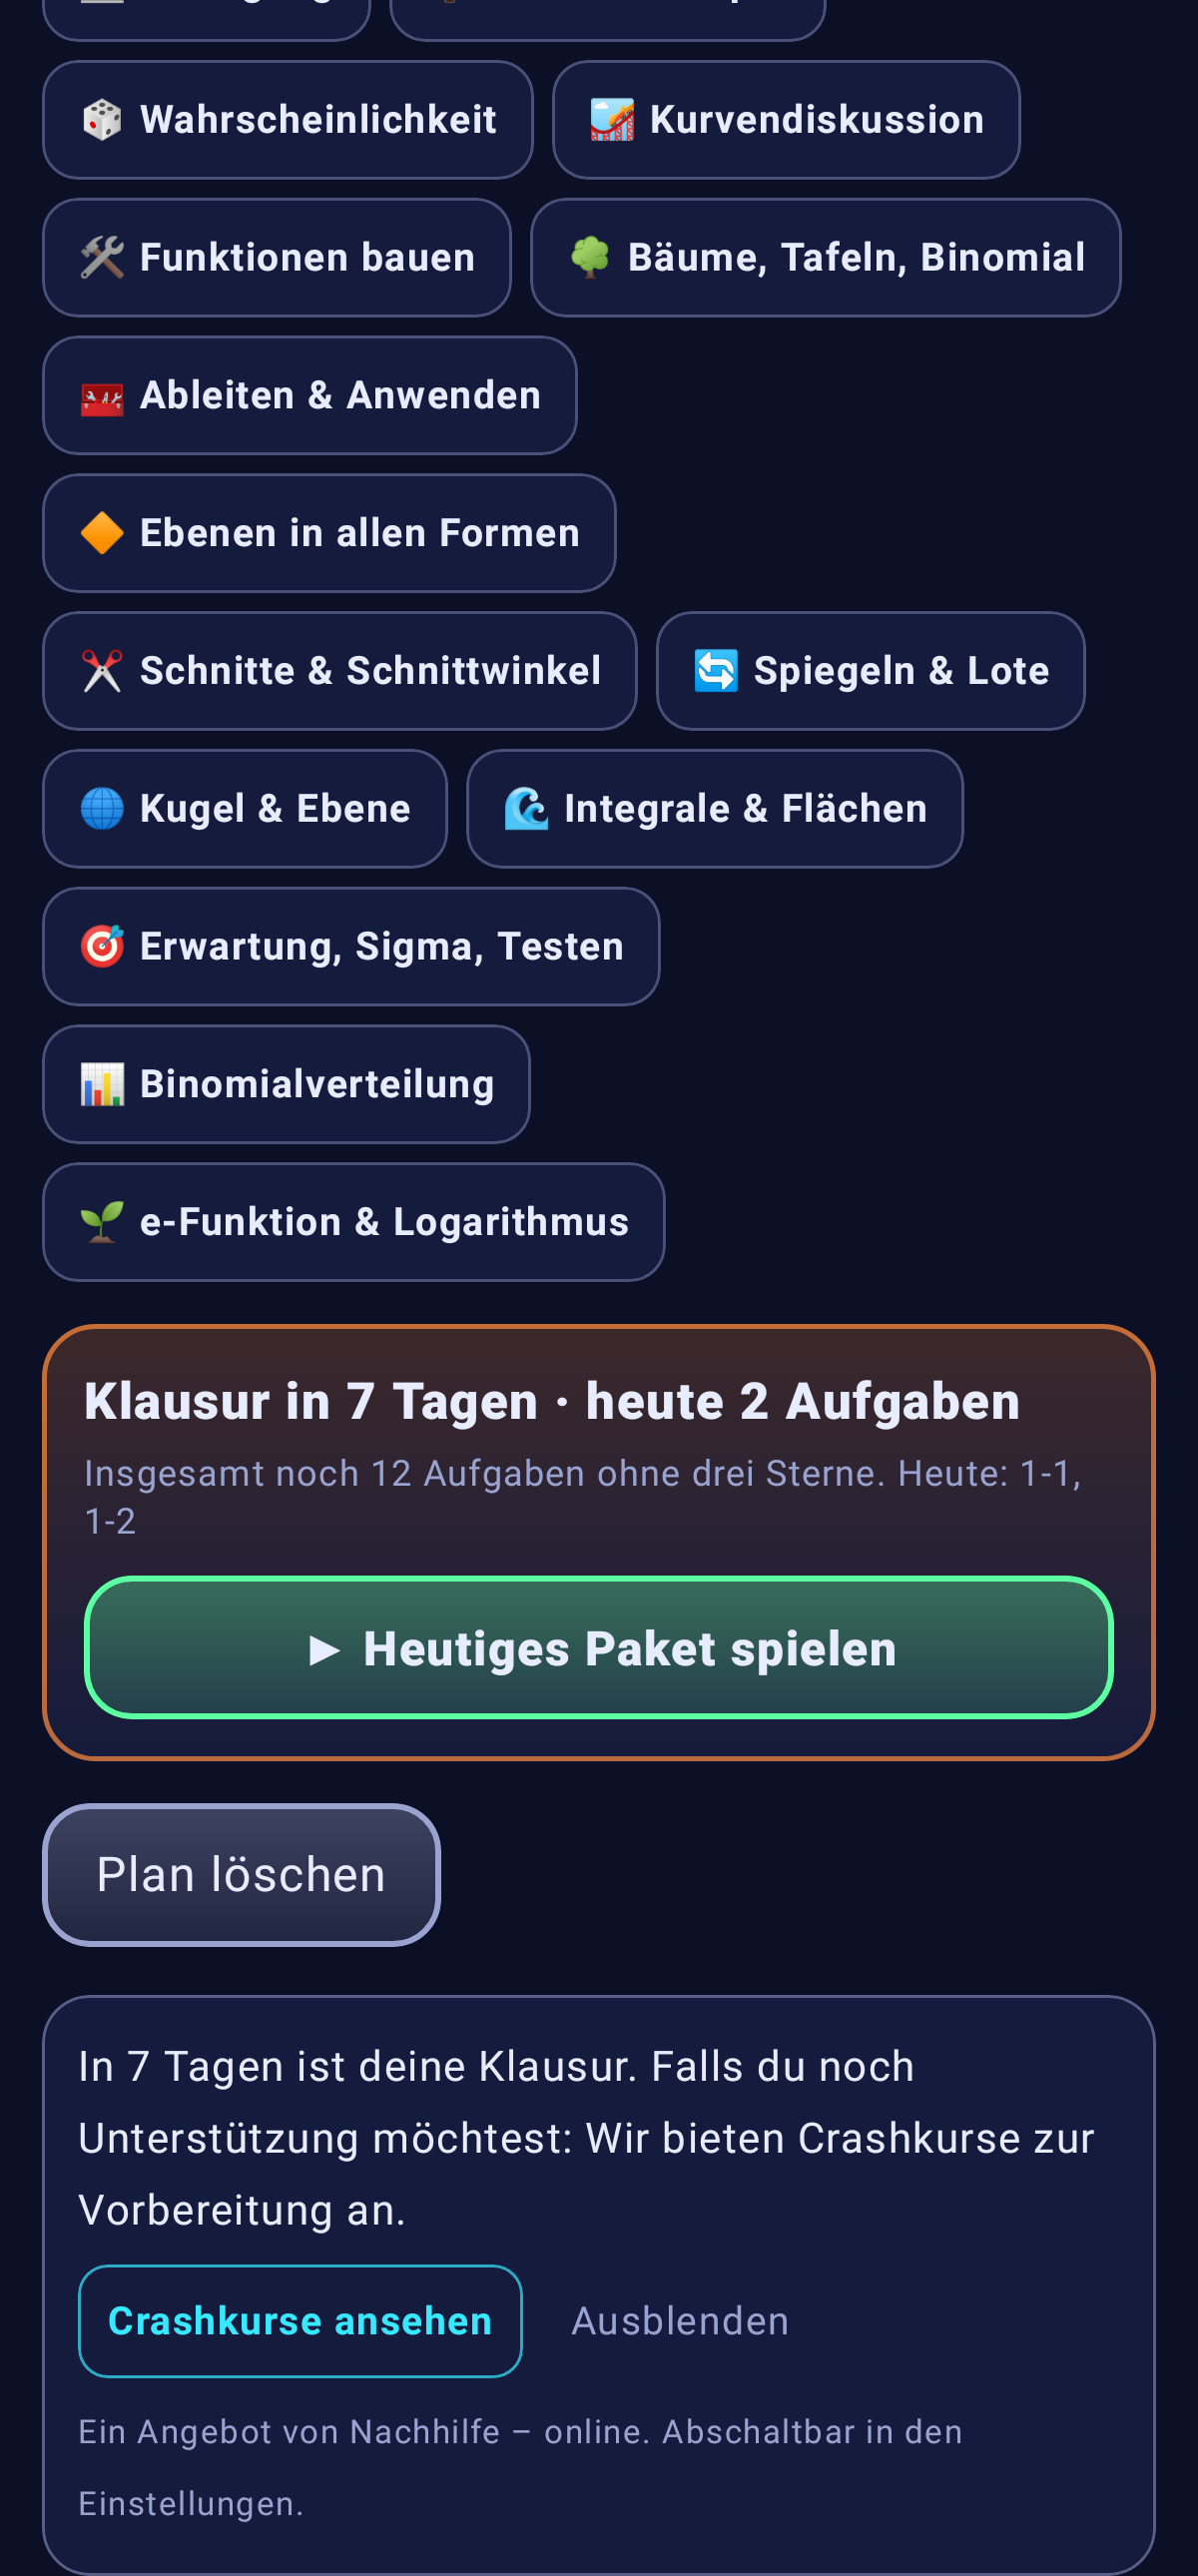 Wahrscheinlichkeit
Kurvendiskussion
Funktionen bauen
Bäume, Tafeln, Binomial
Ableiten & Anwenden
Ebenen in allen Formen
Schnitte & Schnittwinkel
Spiegeln & Lote
Kugel & Ebene
Integrale & Flächen
Erwartung, Sigma, Testen
Binomialverteilung
e-Funktion & Logarithmus
Klausur in 7 Tagen · heute 2 Aufgaben
Insgesamt noch 12 Aufgaben ohne drei Sterne. Heute: 1-1,
1-2
► Heutiges Paket spielen
Plan löschen
In 7 Tagen ist deine Klausur. Falls du noch
Unterstützung möchtest: Wir bieten Crashkurse zur
Vorbereitung an.
Crashkurse ansehen
Ausblenden
Ein Angebot von Nachhilfe – online. Abschaltbar in den
Einstellungen.